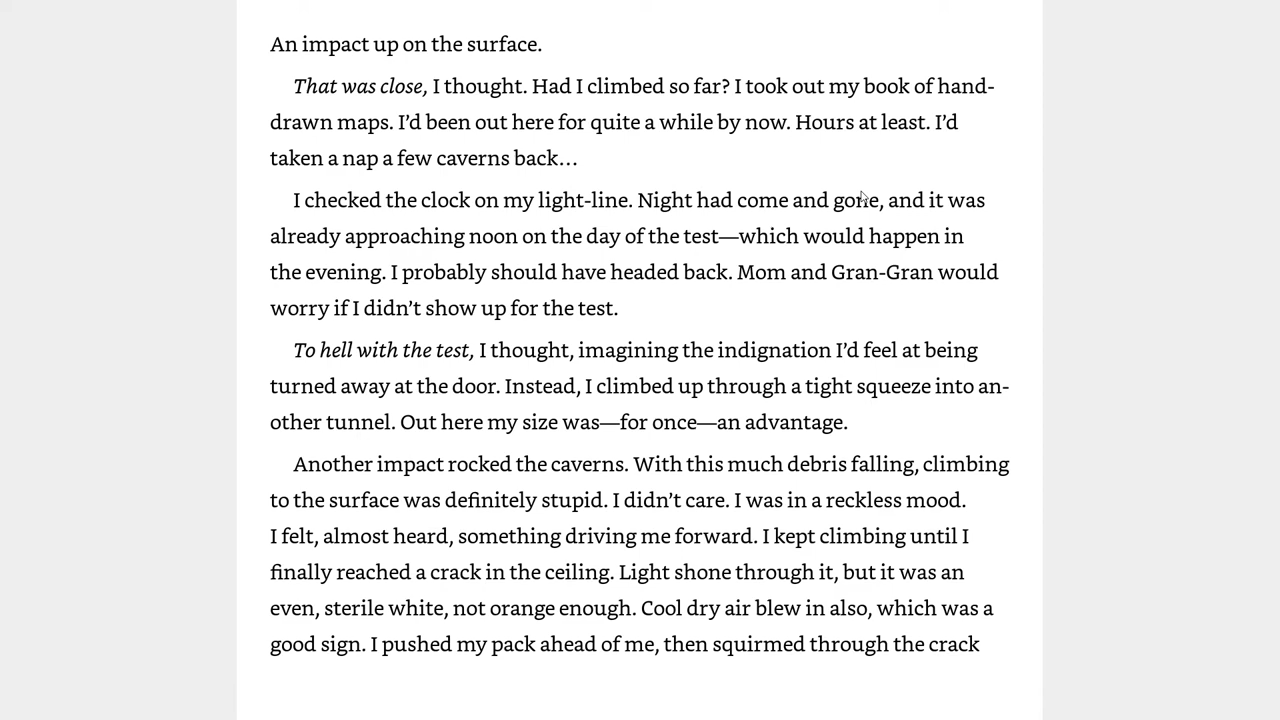 An impact up on the surface.
That was close, I thought. Had I climbed so far? I took out my book of hand-
drawn maps. I’d been out here for quite a while by now. Hours at least. I’d
taken a nap a few caverns back…
I checked the clock on my light-line. Night had come and gone, and it was
already approaching noon on the day of the test—which would happen in
the evening. I probably should have headed back. Mom and Gran-Gran would
worry if I didn’t show up for the test.
To hell with the test, I thought, imagining the indignation I’d feel at being
turned away at the door. Instead, I climbed up through a tight squeeze into an-
other tunnel. Out here my size was—for once—an advantage.
Another impact rocked the caverns. With this much debris falling, climbing
to the surface was definitely stupid. I didn’t care. I was in a reckless mood.
I felt, almost heard, something driving me forward. I kept climbing until I
finally reached a crack in the ceiling. Light shone through it, but it was an
even, sterile white, not orange enough. Cool dry air blew in also, which was a
good sign. I pushed my pack ahead of me, then squirmed through the crack